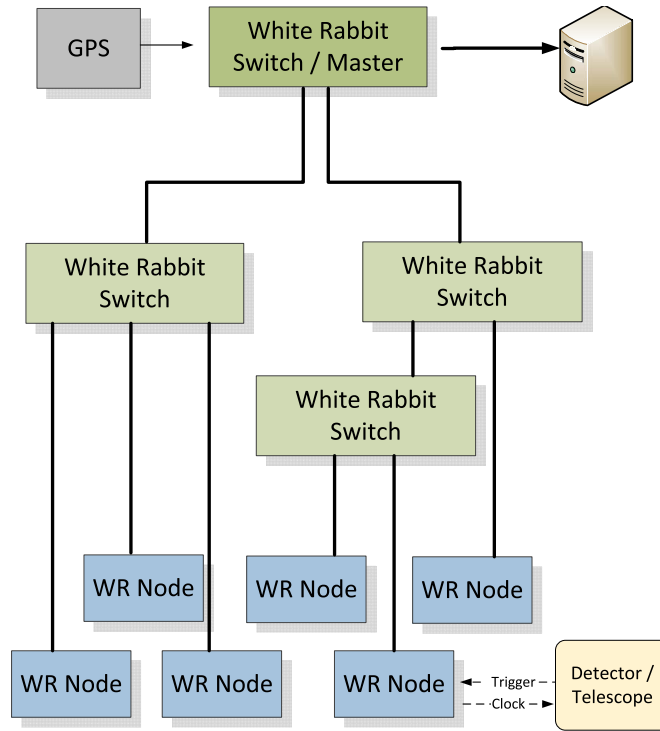 GPS
White Rabbit
Switch / Master
White Rabbit
Switch
White Rabbit
Switch
White Rabbit
Switch
WR Node
WR Node
WR Node
WR Node
WR Node
WR Node
Trigger
Clock
Detector /
Telescope